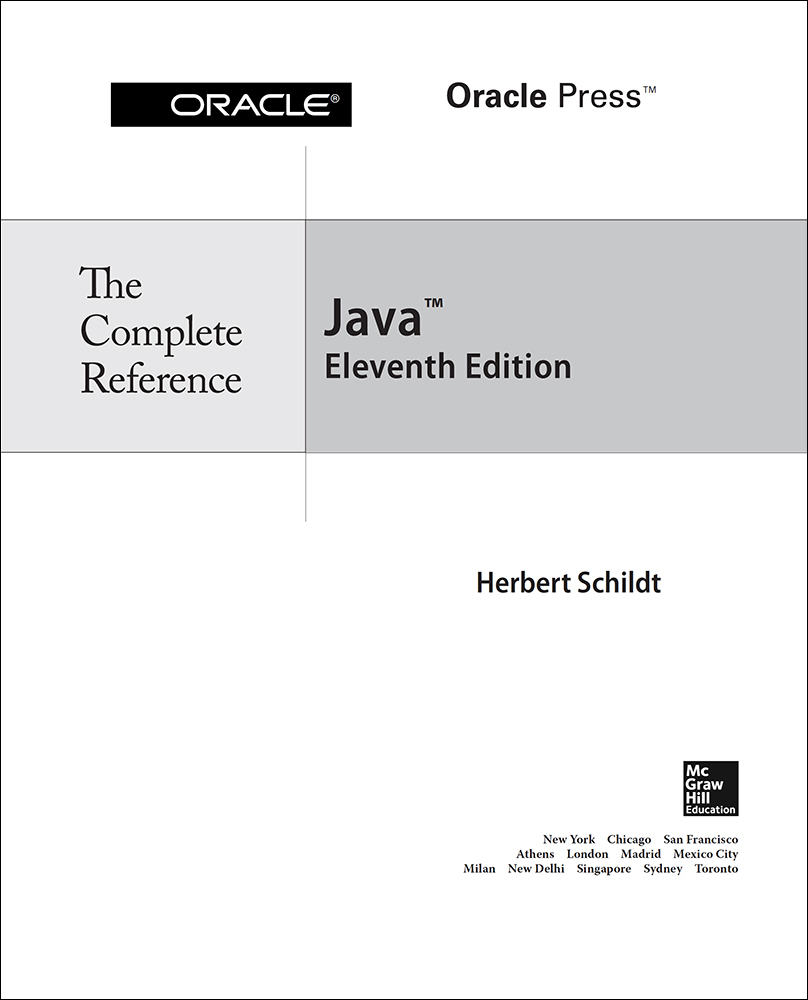 ORACLE®
Oracle Press™
The
Complete
Reference
Java™
Eleventh Edition
Herbert Schildt
Mc
Graw
Hill
Education
New York Chicago San Francisco
Athens London Madrid Mexico City
Milan New Delhi Singapore Sydney Toronto